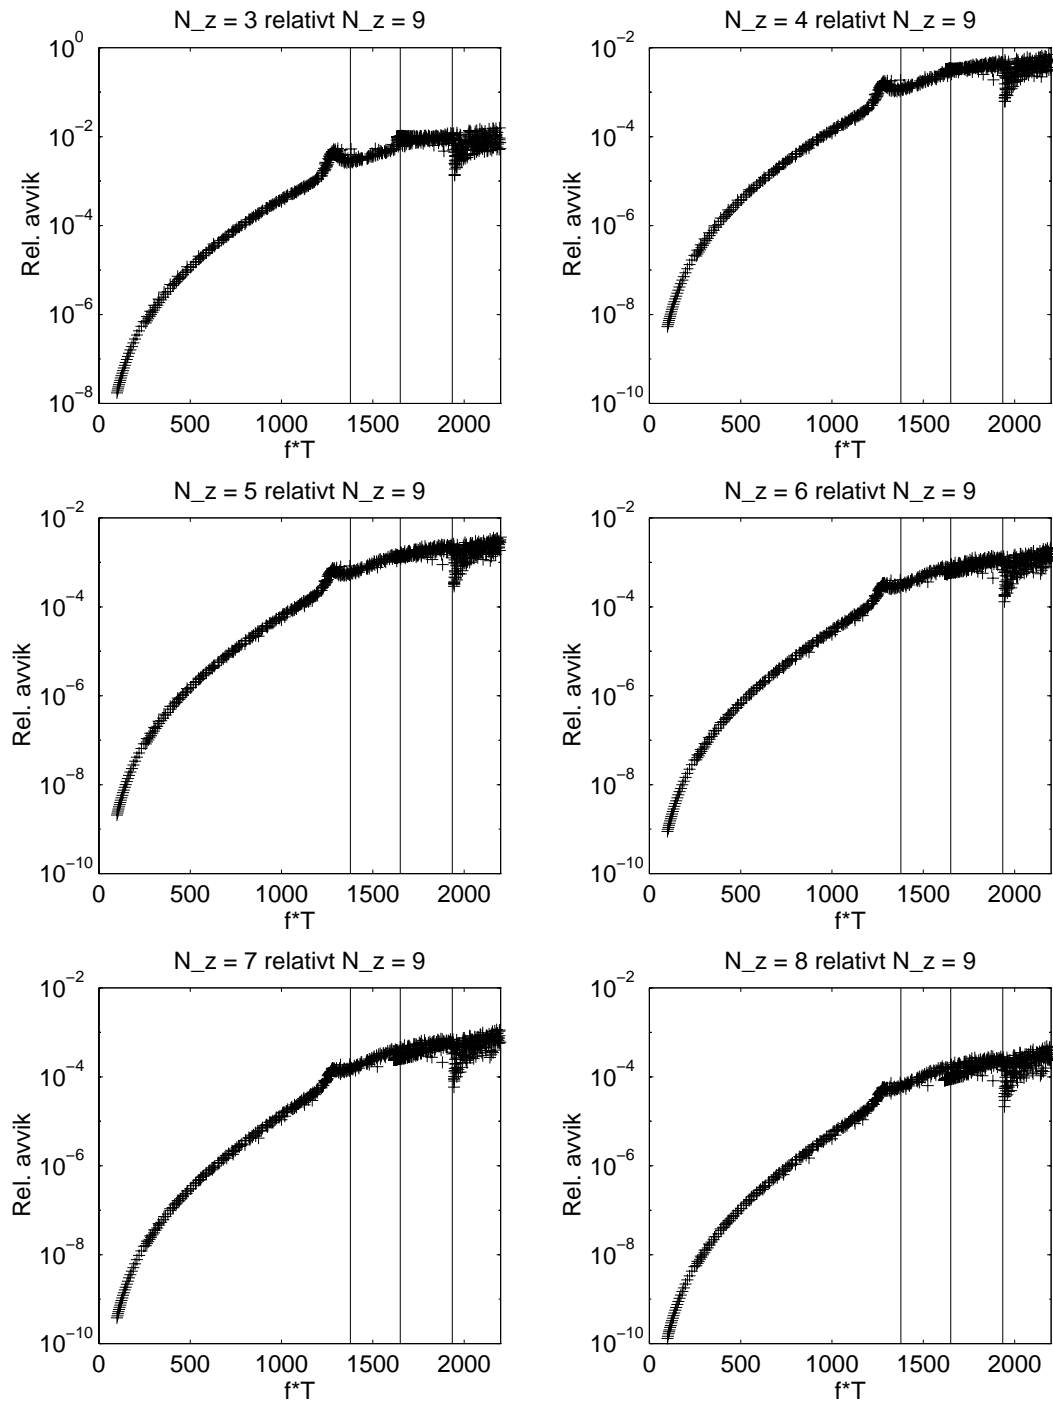 N_z = 3 relativt N_z = 9
10^0
10^−2
10^−4
10^−6
10^−8
Rel. avvik
0 500 1000 1500 2000
f*T
N_z = 4 relativt N_z = 9
10^−2
10^−4
10^−6
10^−8
10^−10
Rel. avvik
0 500 1000 1500 2000
f*T
N_z = 5 relativt N_z = 9
10^−2
10^−4
10^−6
10^−8
10^−10
Rel. avvik
0 500 1000 1500 2000
f*T
N_z = 6 relativt N_z = 9
10^−2
10^−4
10^−6
10^−8
10^−10
Rel. avvik
0 500 1000 1500 2000
f*T
N_z = 7 relativt N_z = 9
10^−2
10^−4
10^−6
10^−8
10^−10
Rel. avvik
0 500 1000 1500 2000
f*T
N_z = 8 relativt N_z = 9
10^−2
10^−4
10^−6
10^−8
10^−10
Rel. avvik
0 500 1000 1500 2000
f*T